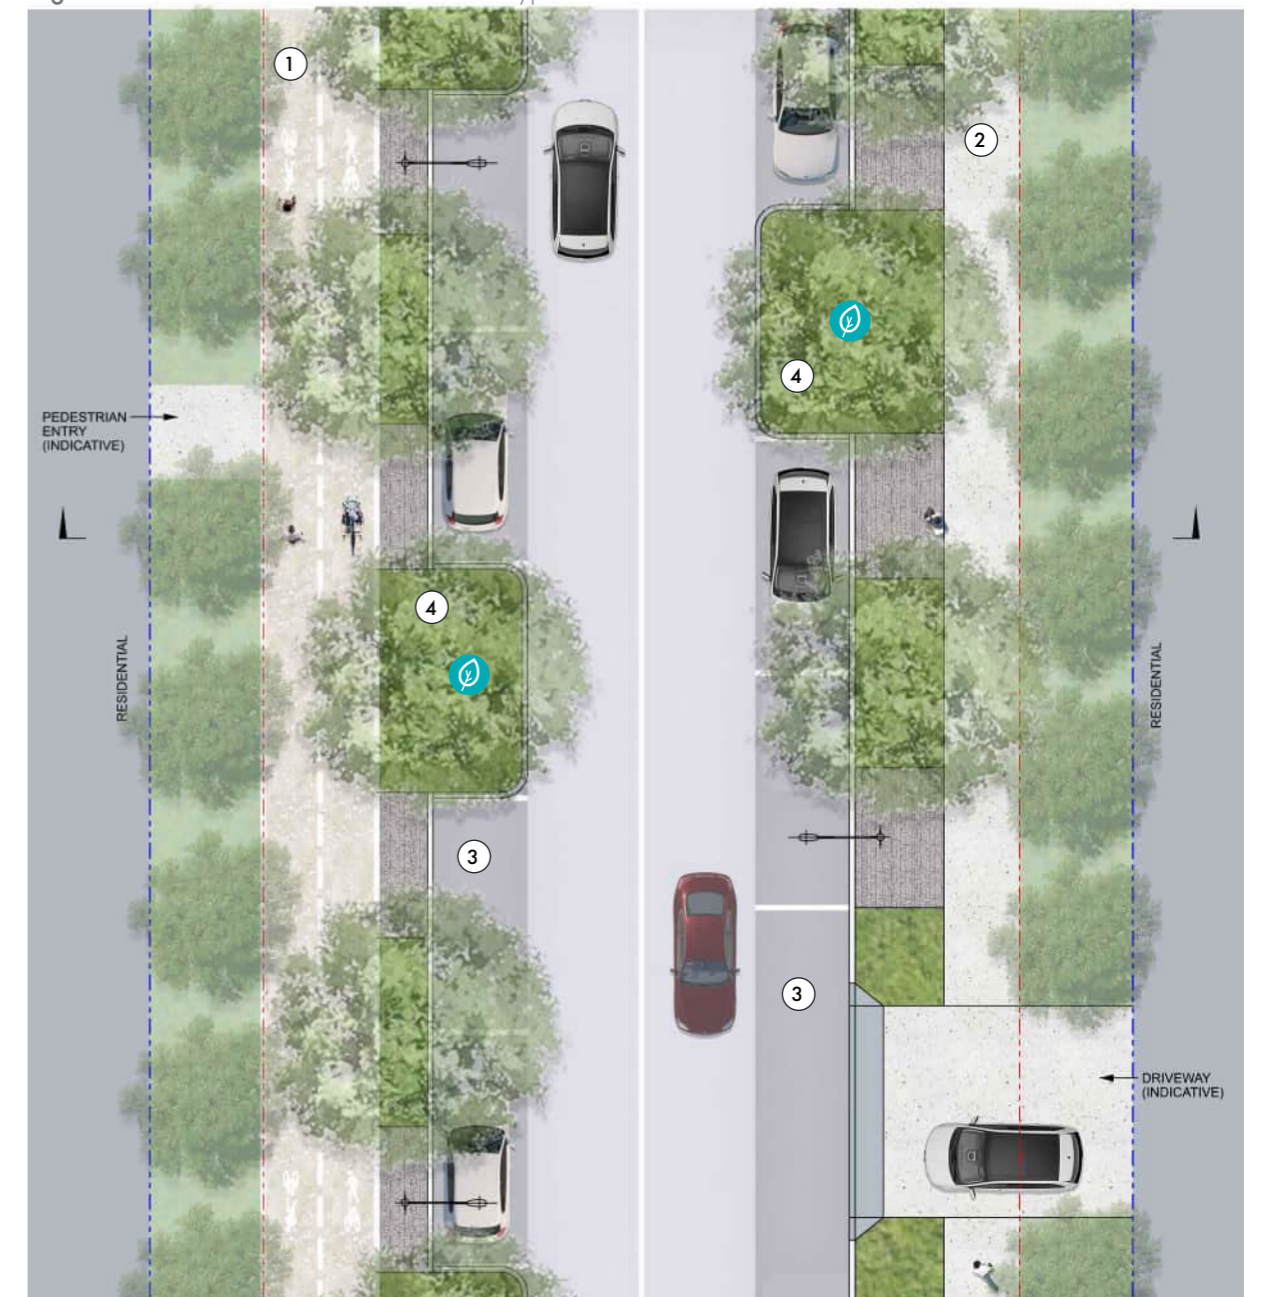 1
2
4
PEDESTRIAN
ENTRY
(INDICATIVE)
4
RESIDENTIAL
RESIDENTIAL
3
3
DRIVEWAY
(INDICATIVE)